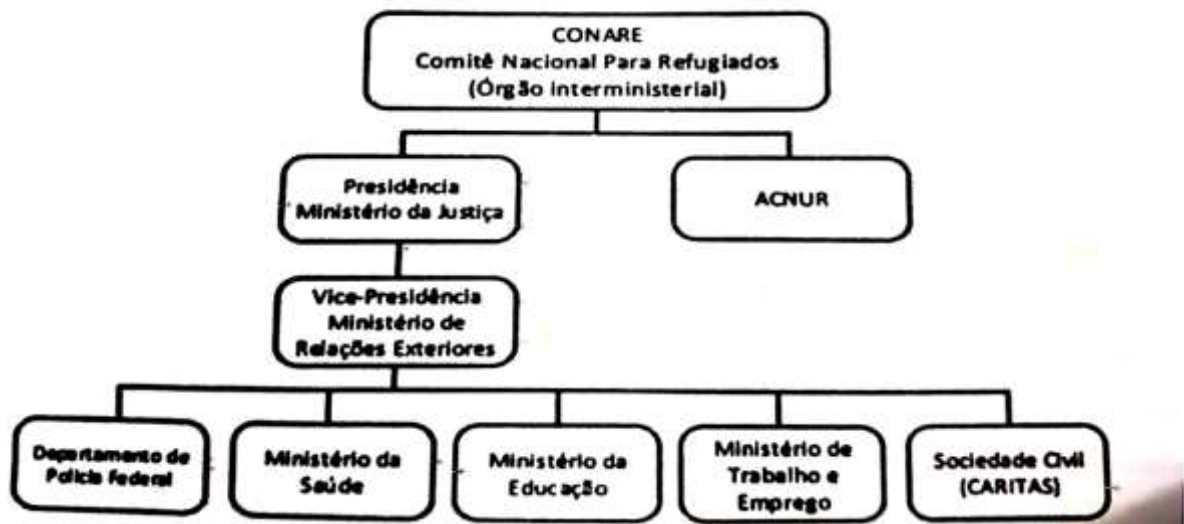 CONARE
Comitê Nacional Para Refugiados
(Órgão Interministerial)
Presidência
Ministério da Justiça
ACNUR
Vice-Presidência
Ministério de
Relações Exteriores
Departamento de
Polícia Federal
Ministério da
Saúde
Ministério da
Educação
Ministério de
Trabalho e
Emprego
Sociedade Civil
(CARITAS)